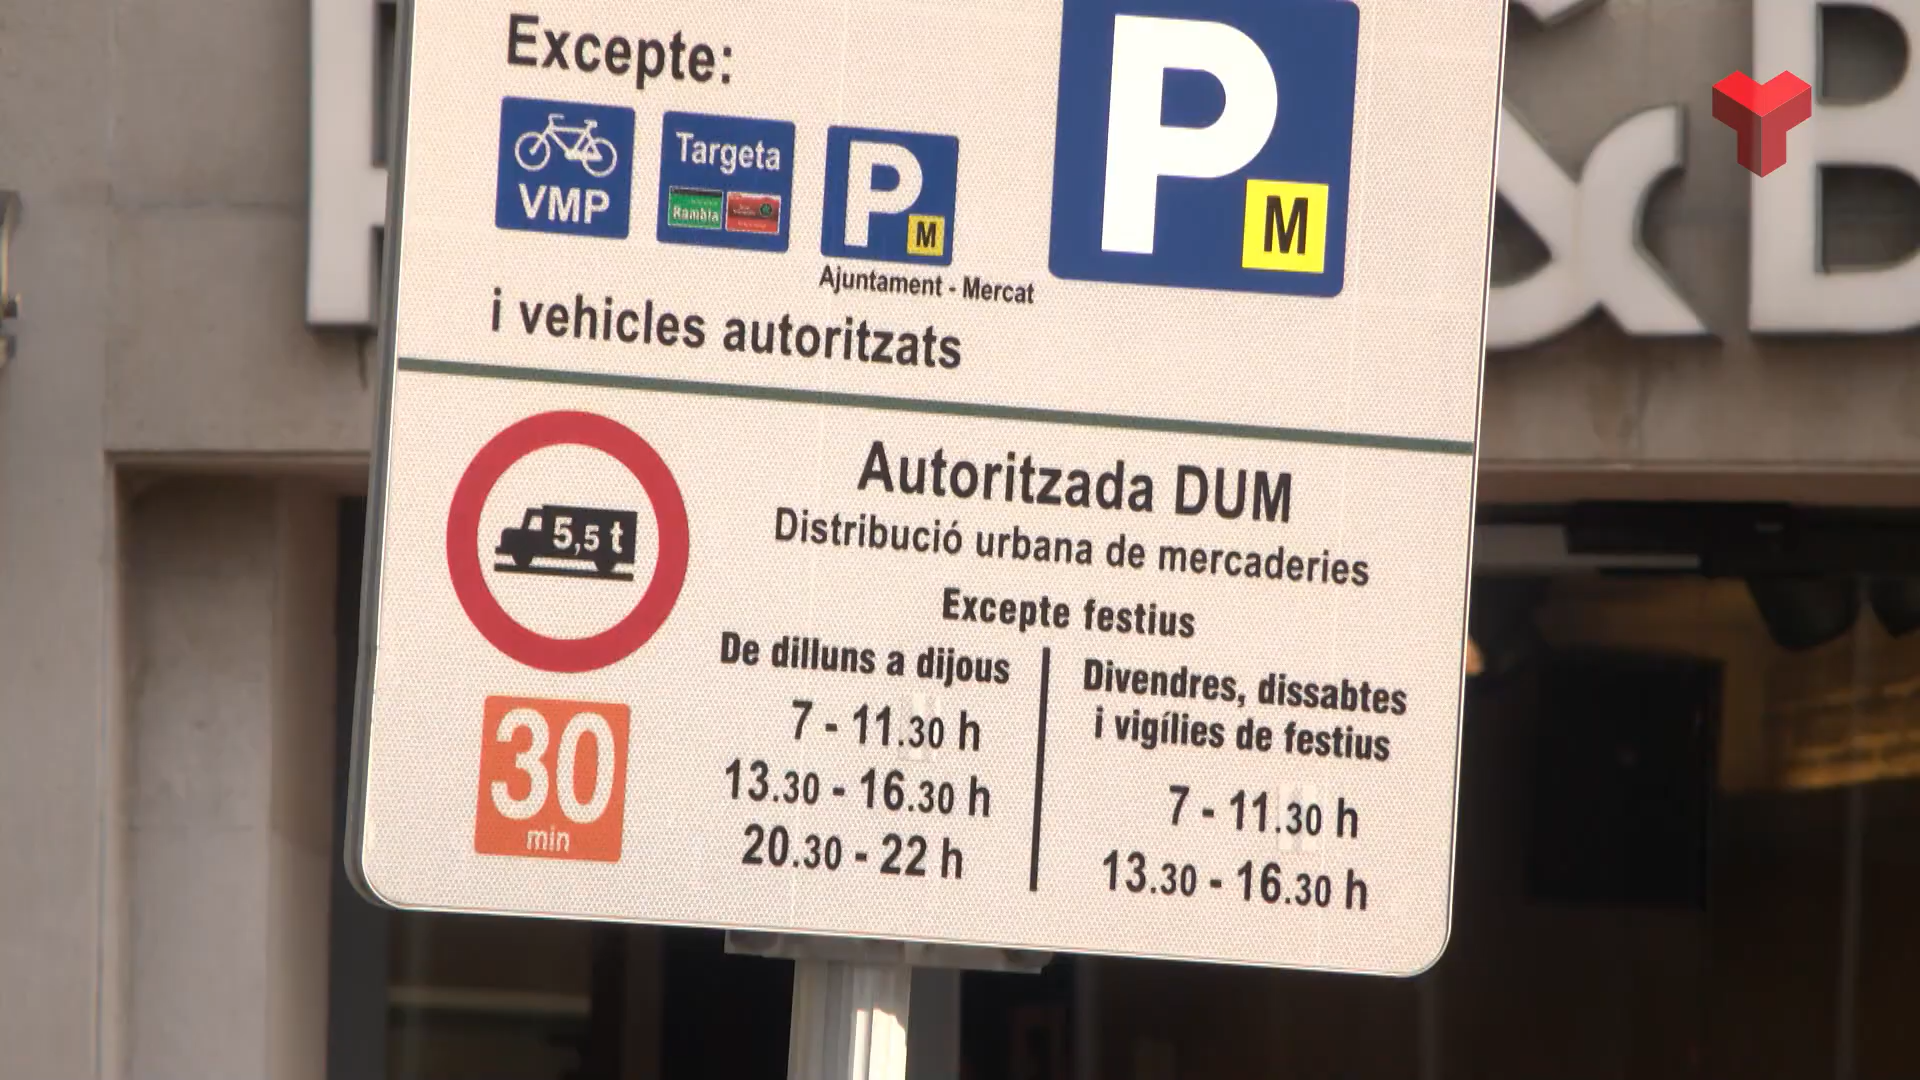 Excepte:
P
M
VMP
Targeta
Rambla
P
M
Ajuntament - Mercat
i vehicles autoritzats
&B
5,5 t
Autoritzada DUM
Distribució urbana de mercaderies
Excepte festius
De dilluns a dijous
7 - 11.30 h
13.30 - 16.30 h
20.30 - 22 h
Divendres, dissabtes
i vigílies de festius
7 - 11.30 h
13.30 - 16.30 h
30
min